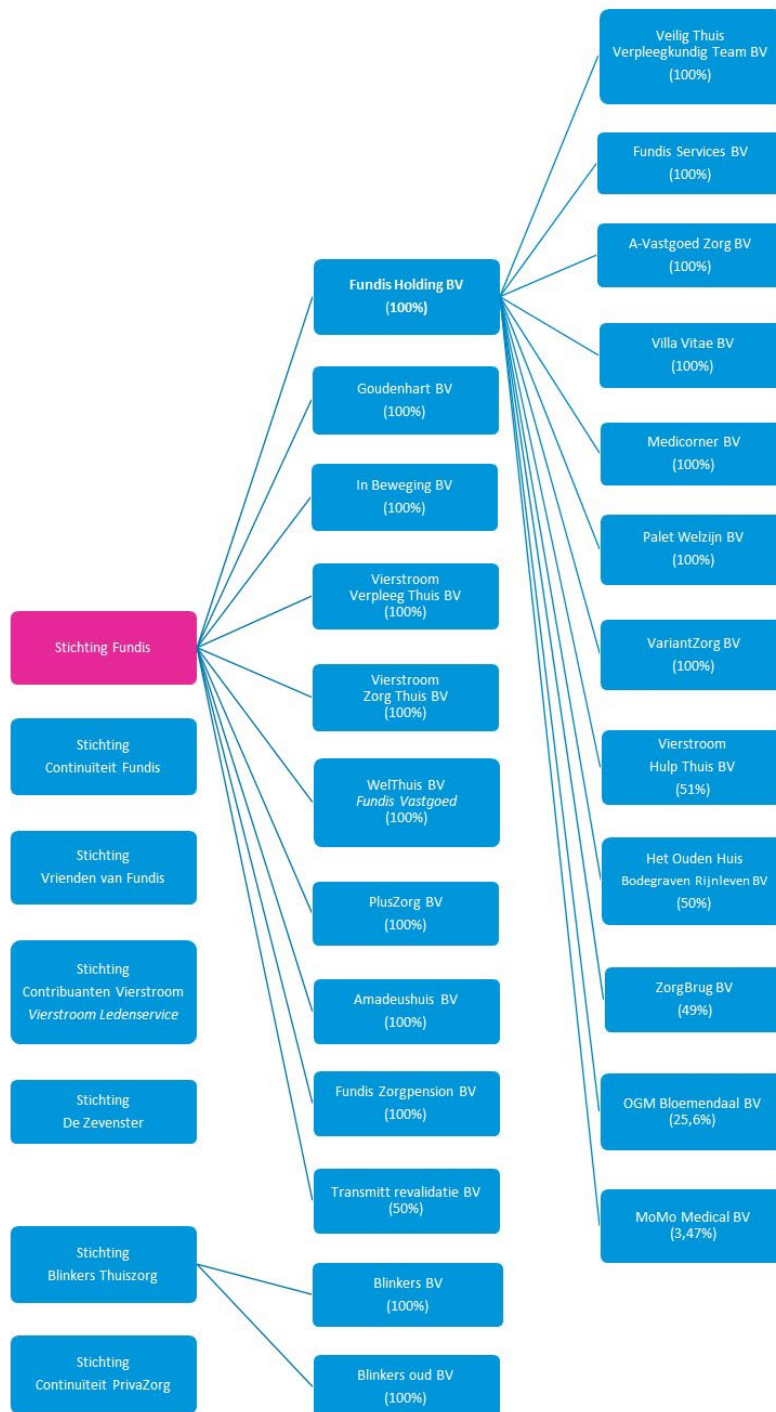 Stichting Fundis
Stichting
Continuïteit Fundis
Stichting
Vrienden van Fundis
Stichting
Contribuanten Vierstroom
Vierstroom Ledenservice
Stichting
De Zevenster
Stichting
Blinkers Thuiszorg
Stichting
Continuïteit PrivaZorg
Fundis Holding BV
(100%)
Goudenhart BV
(100%)
In Beweging BV
(100%)
Vierstroom
Verpleeg Thuis BV
(100%)
Vierstroom
Zorg Thuis BV
(100%)
WelThuis BV
Fundis Vastgoed
(100%)
PlusZorg BV
(100%)
Amadeushuis BV
(100%)
Fundis Zorgpension BV
(100%)
Transmitt revalidatie BV
(50%)
Blinkers BV
(100%)
Blinkers oud BV
(100%)
Veilig Thuis
Verpleegkundig Team BV
(100%)
Fundis Services BV
(100%)
A-Vastgoed Zorg BV
(100%)
Villa Vitae BV
(100%)
Medicorner BV
(100%)
Palet Welzijn BV
(100%)
VariantZorg BV
(100%)
Vierstroom
Hulp Thuis BV
(51%)
Het Ouden Huis
Bodegraven Rijnleven BV
(50%)
ZorgBrug BV
(49%)
OGM Bloemendaal BV
(25,6%)
MoMo Medical BV
(3,47%)